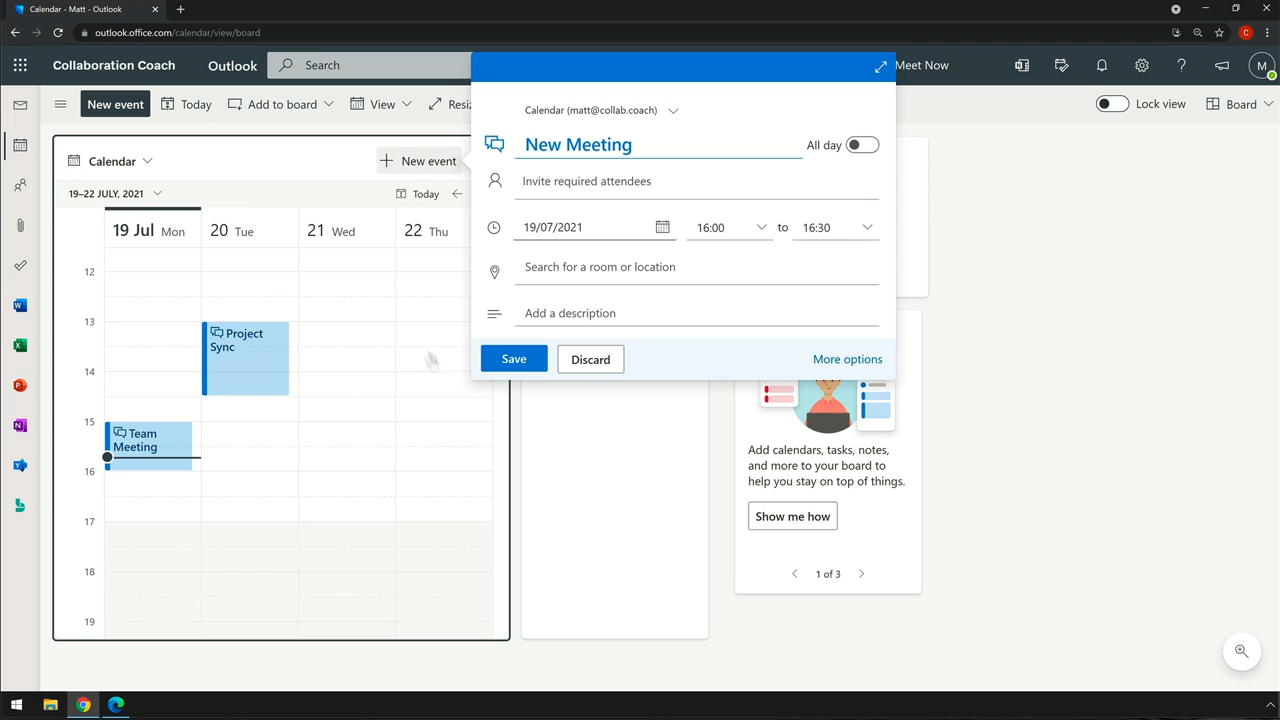 Calendar - Matt - Outlook
outlook.office.com/calendar/view/board
C
Collaboration Coach
Outlook
Search
Meet Now
M
New event
Today
Add to board
View
Resiz
Lock view
Board
Calendar
New event
19–22 JULY, 2021
Today
19 Jul Mon
20 Tue
21 Wed
22 Thu
12
13
14
15
16
17
18
19
Project
Sync
Team
Meeting
Calendar (matt@collab.coach)
New Meeting
All day
Invite required attendees
19/07/2021
16:00
to
16:30
Search for a room or location
Add a description
Save
Discard
More options
Add calendars, tasks, notes,
and more to your board to
help you stay on top of things.
Show me how
1 of 3